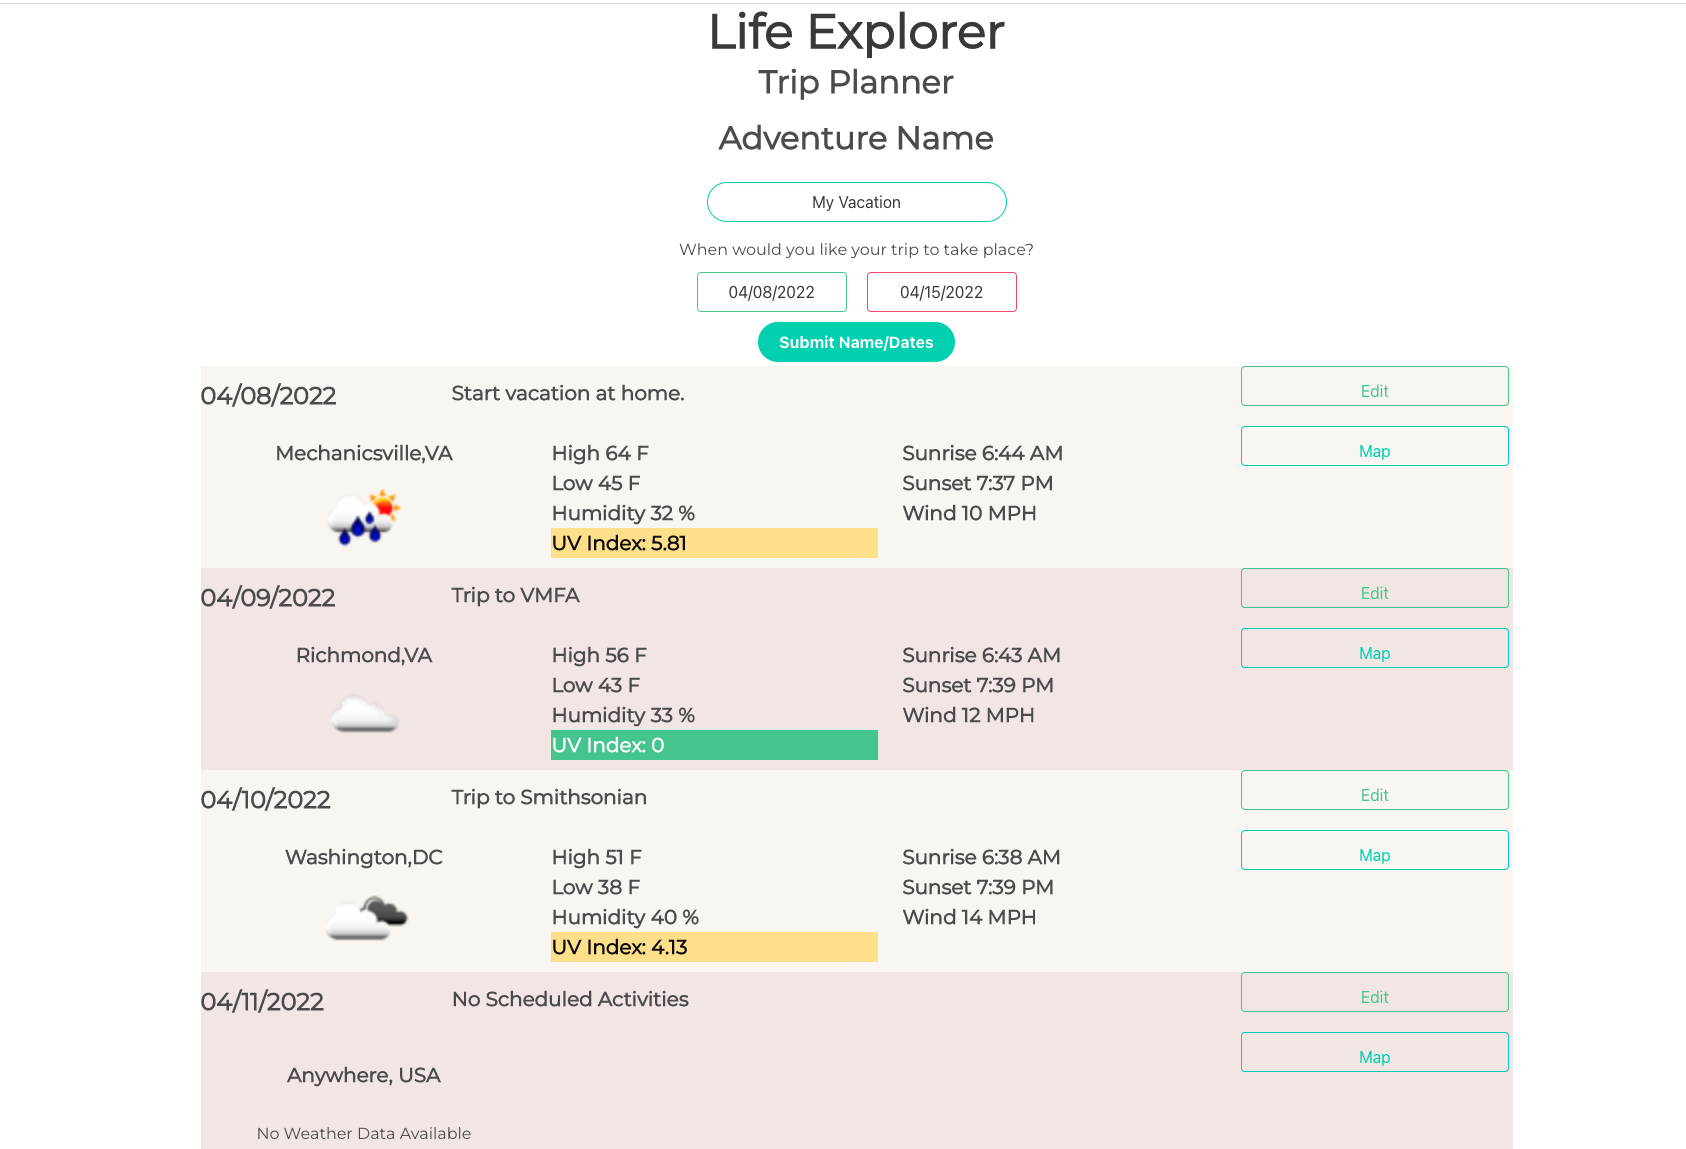 Life Explorer
Trip Planner
Adventure Name
My Vacation
When would you like your trip to take place?
04/08/2022 04/15/2022
Submit Name/Dates
04/08/2022 Start vacation at home. Edit
Mechanicsville,VA High 64 F Sunrise 6:44 AM Map
Low 45 F Sunset 7:37 PM
Humidity 32 % Wind 10 MPH
UV Index: 5.81
04/09/2022 Trip to VMFA Edit
Richmond,VA High 56 F Sunrise 6:43 AM Map
Low 43 F Sunset 7:39 PM
Humidity 33 % Wind 12 MPH
UV Index: 0
04/10/2022 Trip to Smithsonian Edit
Washington,DC High 51 F Sunrise 6:38 AM Map
Low 38 F Sunset 7:39 PM
Humidity 40 % Wind 14 MPH
UV Index: 4.13
04/11/2022 No Scheduled Activities Edit
Map
Anywhere, USA
No Weather Data Available